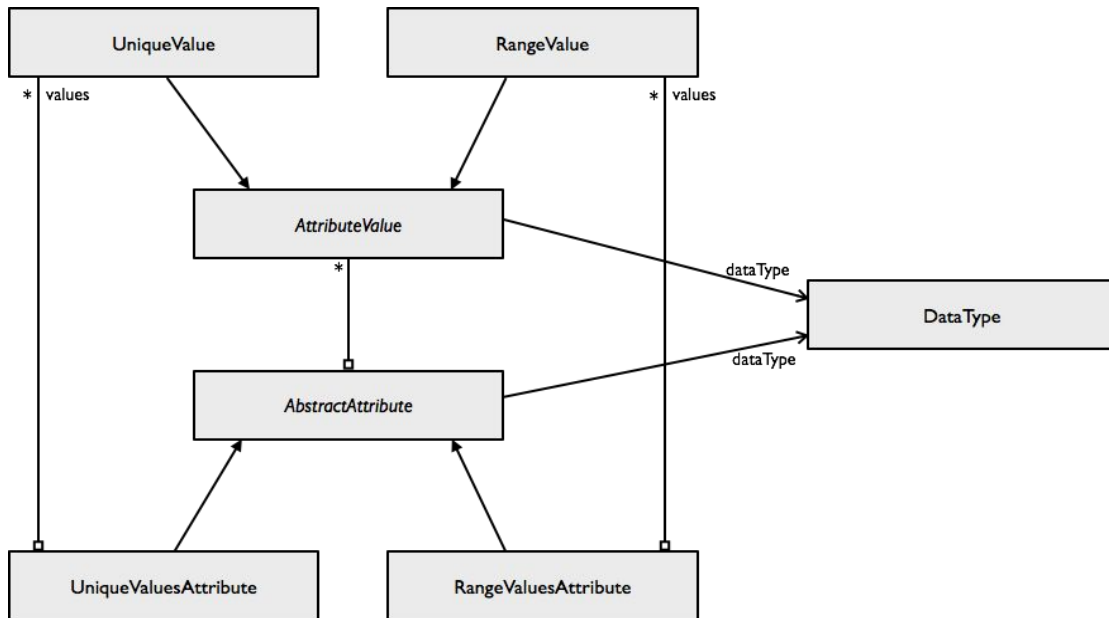 UniqueValue
RangeValue
* values
* values
AttributeValue
*
dataType
DataType
dataType
AbstractAttribute
UniqueValuesAttribute
RangeValuesAttribute